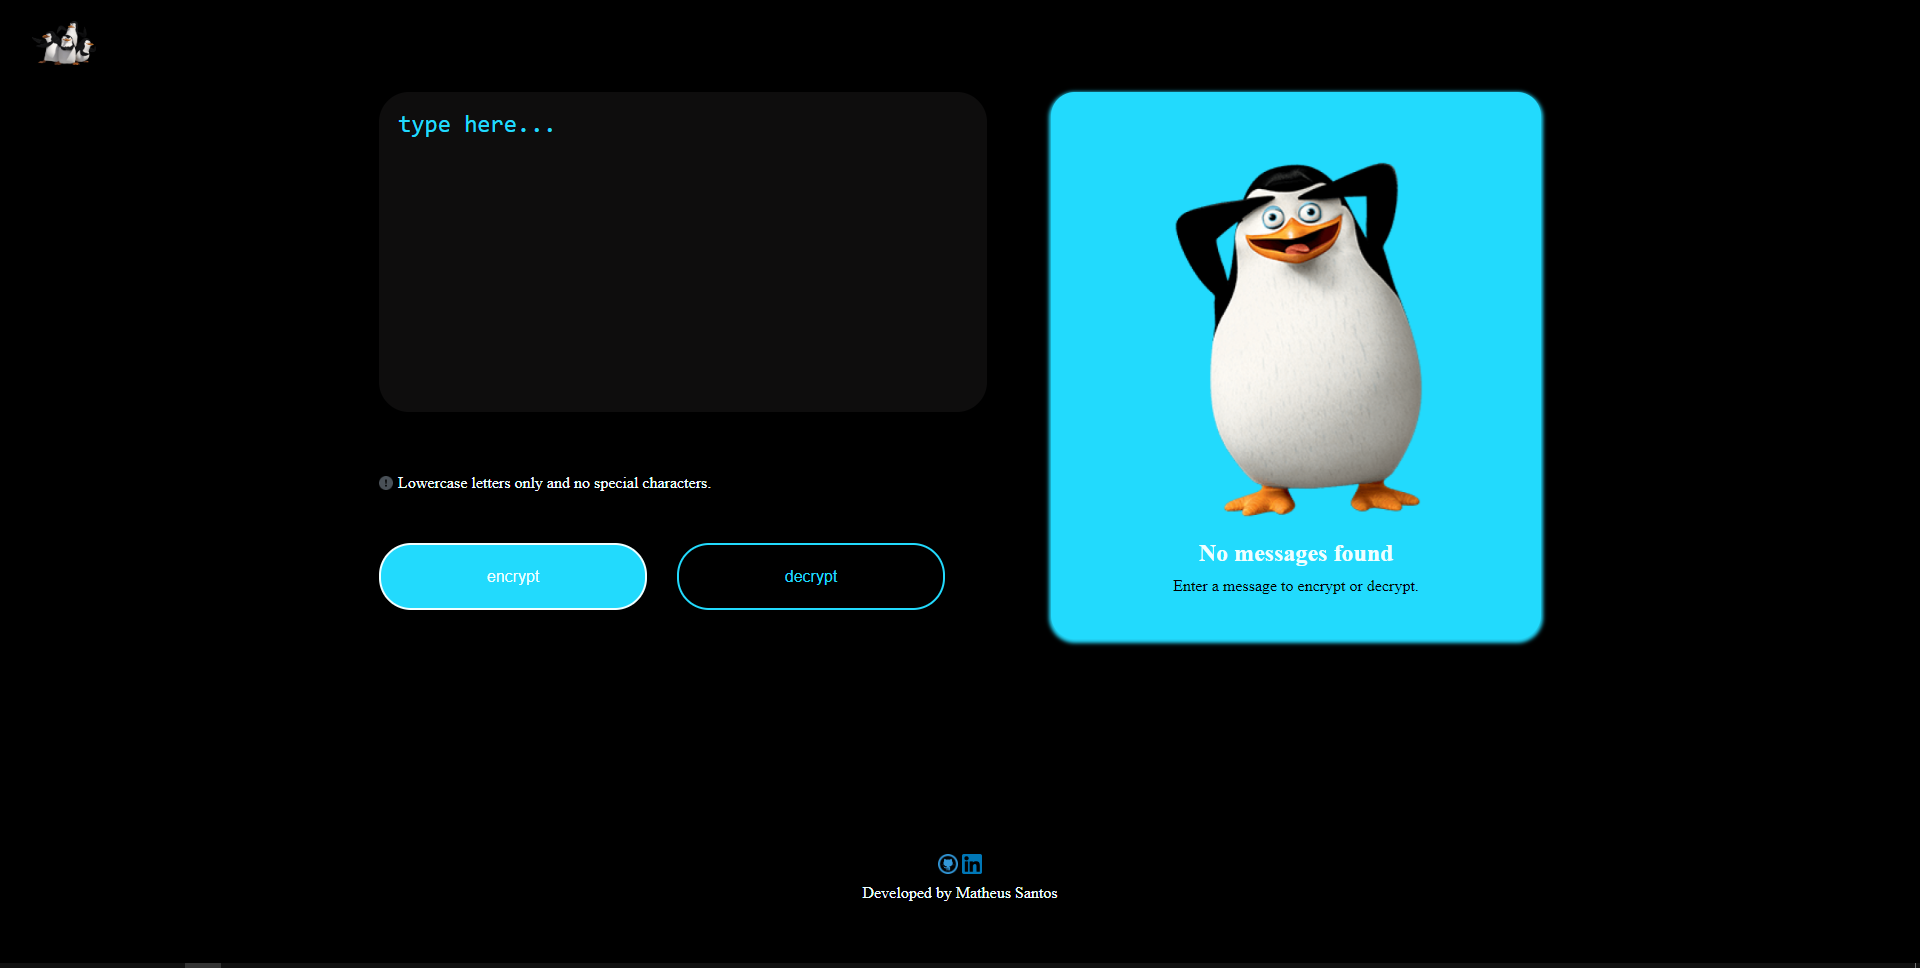 type here...
Lowercase letters only and no special characters.
encrypt
decrypt
No messages found
Enter a message to encrypt or decrypt.
in
Developed by Matheus Santos